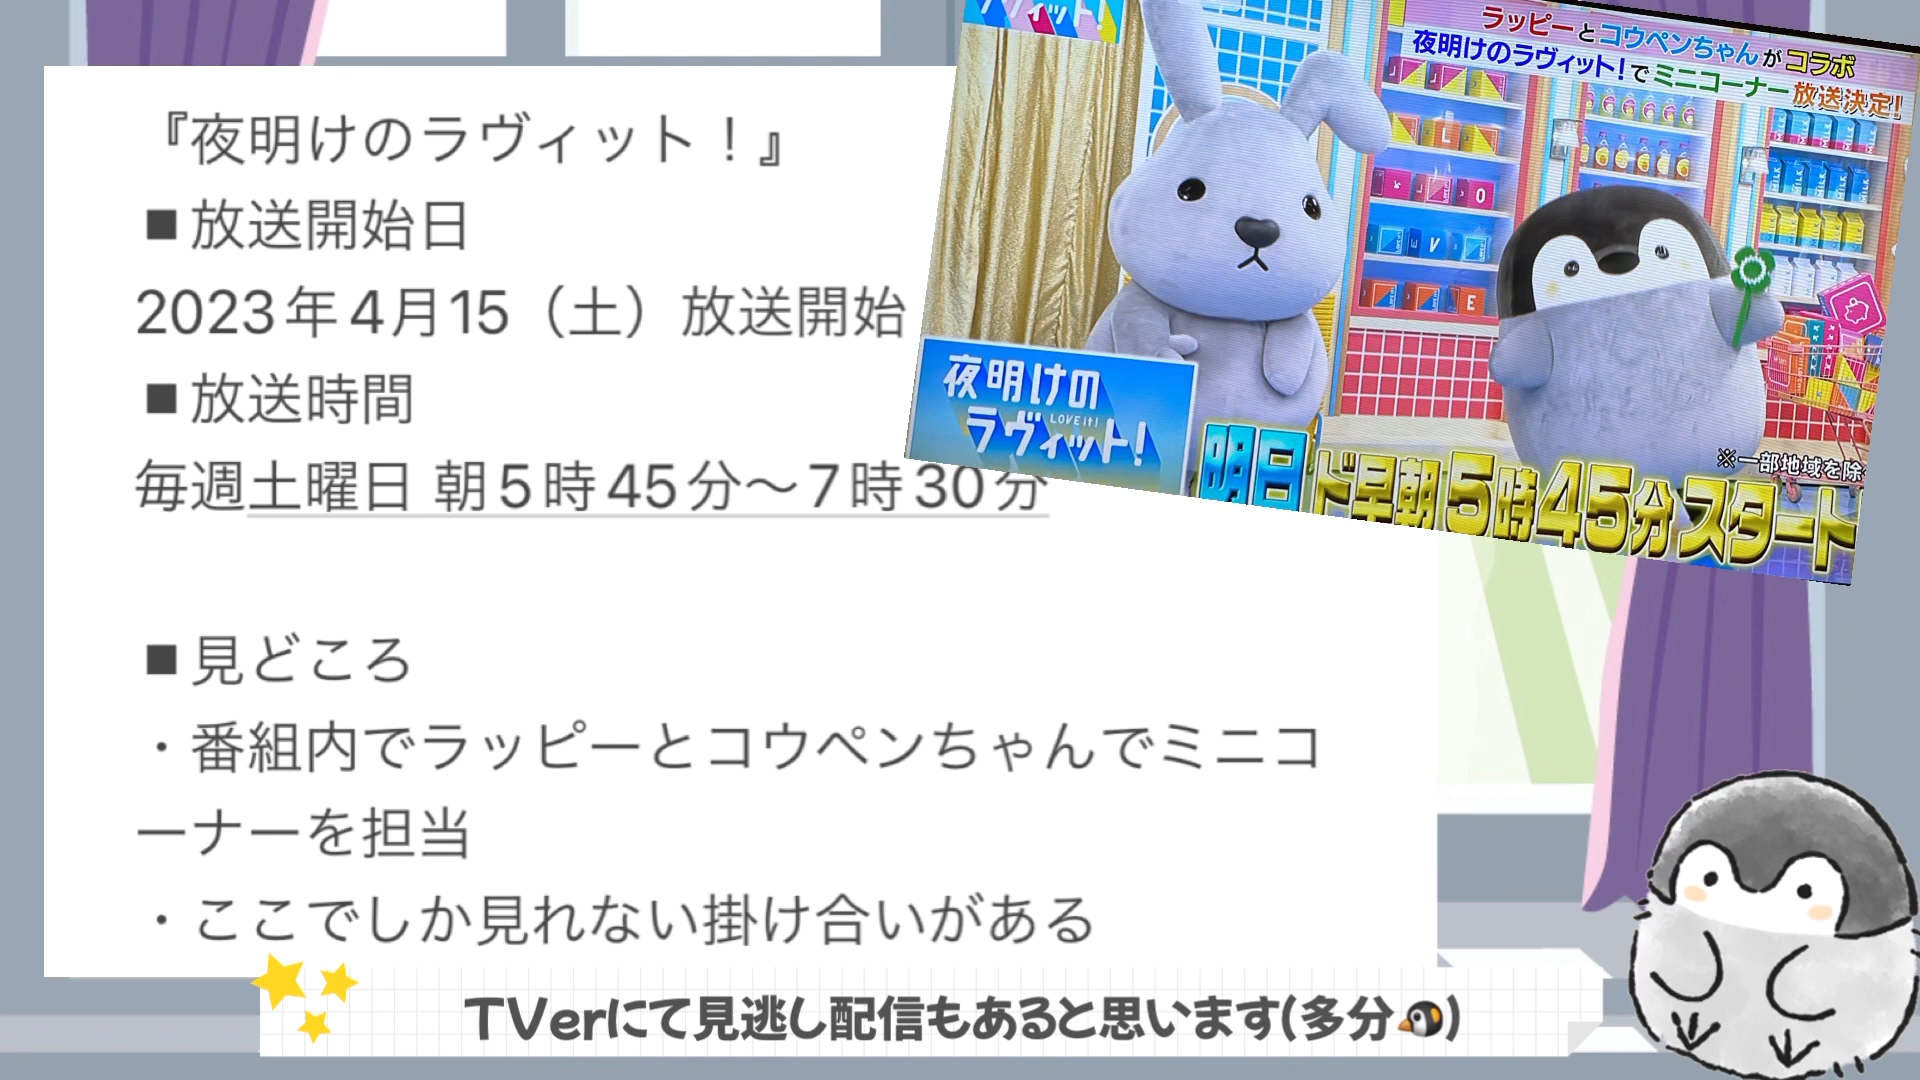 『夜明けのラヴィット！』
■放送開始日
2023年4月15（土）放送開始
■放送時間
毎週土曜日 朝5時45分～7時30分
■見どころ
・番組内でラッピーとコウペンちゃんでミニコ
ーナーを担当
・ここでしか見れない掛け合いがある
ラッピーとコウペンちゃんがコラボ
夜明けのラヴィット！でミニコーナー放送決定!
夜明けの
LOVE it!
ラヴィット!
※一部地域を除
明日ド早朝5時45分スタート
TVerにて見逃し配信もあると思います(多分🐧)